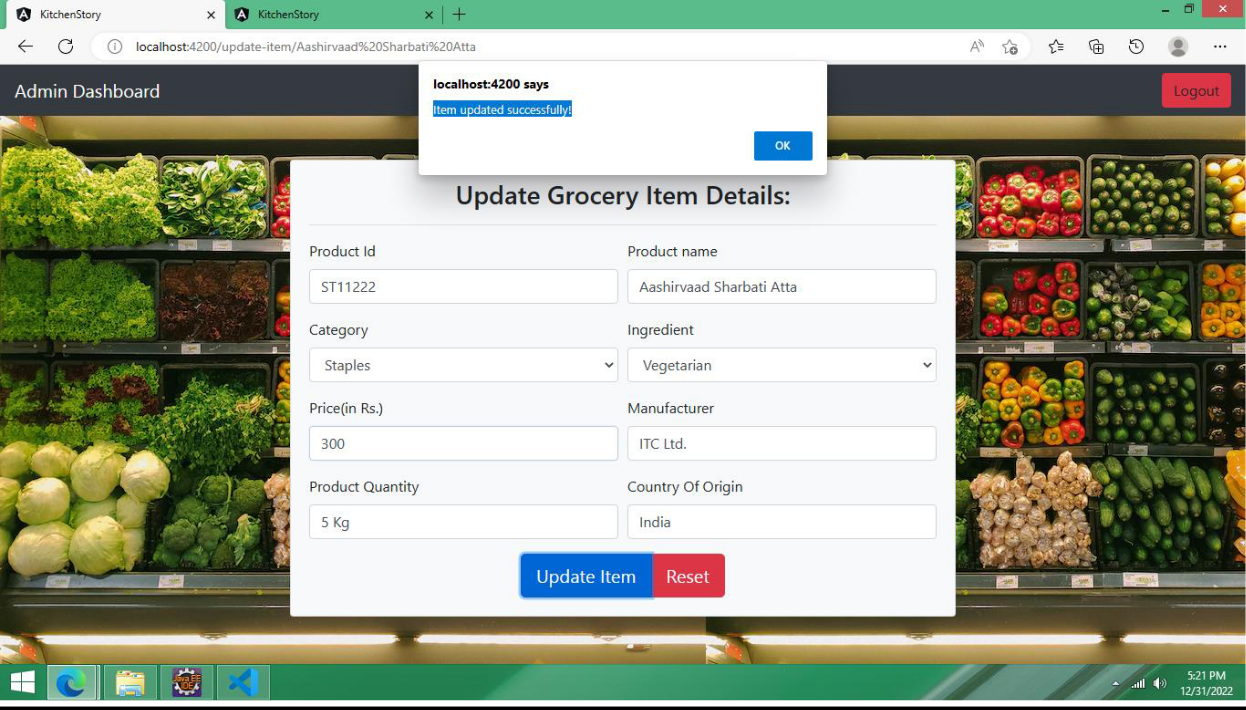 KitchenStory
KitchenStory
localhost:4200/update-item/Aashirvaad%20Sharbati%20Atta
Admin Dashboard
Logout
localhost:4200 says
Item updated successfully!
OK
Update Grocery Item Details:
Product Id
Product name
ST11222
Aashirvaad Sharbati Atta
Category
Ingredient
Staples
Vegetarian
Price(in Rs.)
Manufacturer
300
ITC Ltd.
Product Quantity
Country Of Origin
5 Kg
India
Update Item
Reset
5:21 PM
12/31/2022